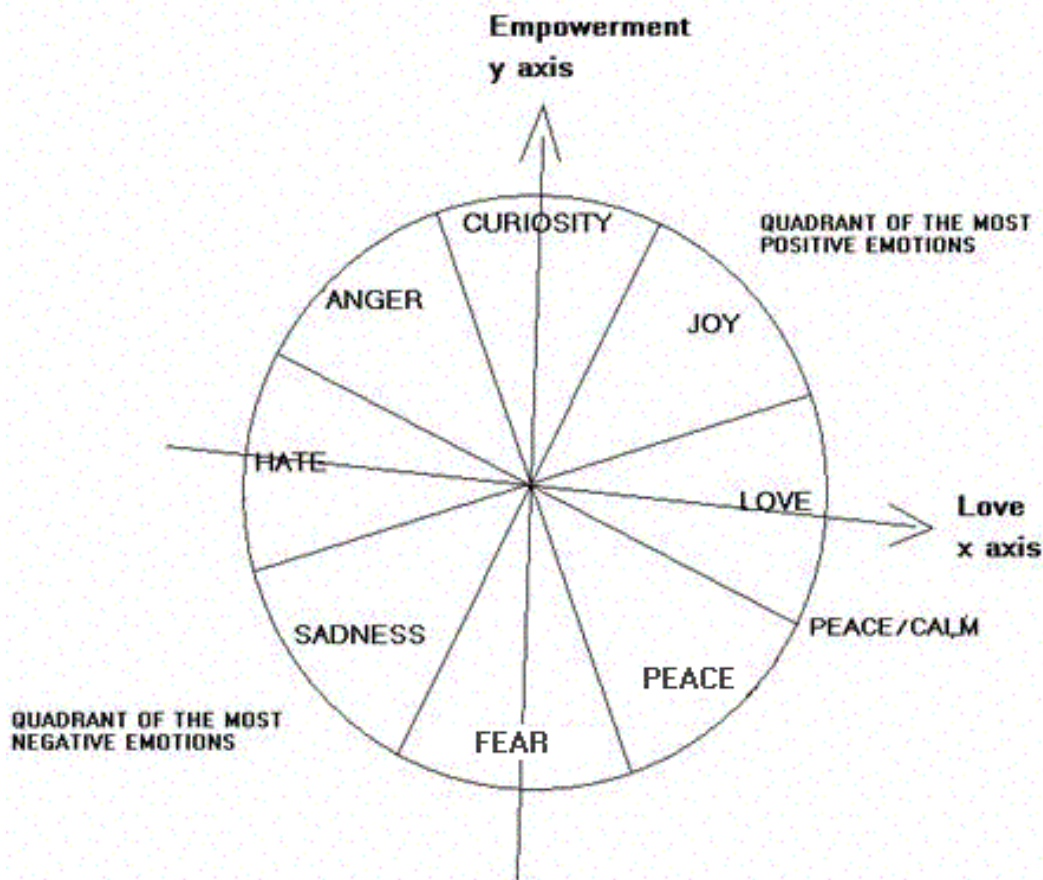 Empowerment
y axis
CURIOSITY
QUADRANT OF THE MOST
POSITIVE EMOTIONS
ANGER
JOY
HATE
LOVE
Love
x axis
SADNESS
PEACE/CALM
PEACE
QUADRANT OF THE MOST
NEGATIVE EMOTIONS
FEAR